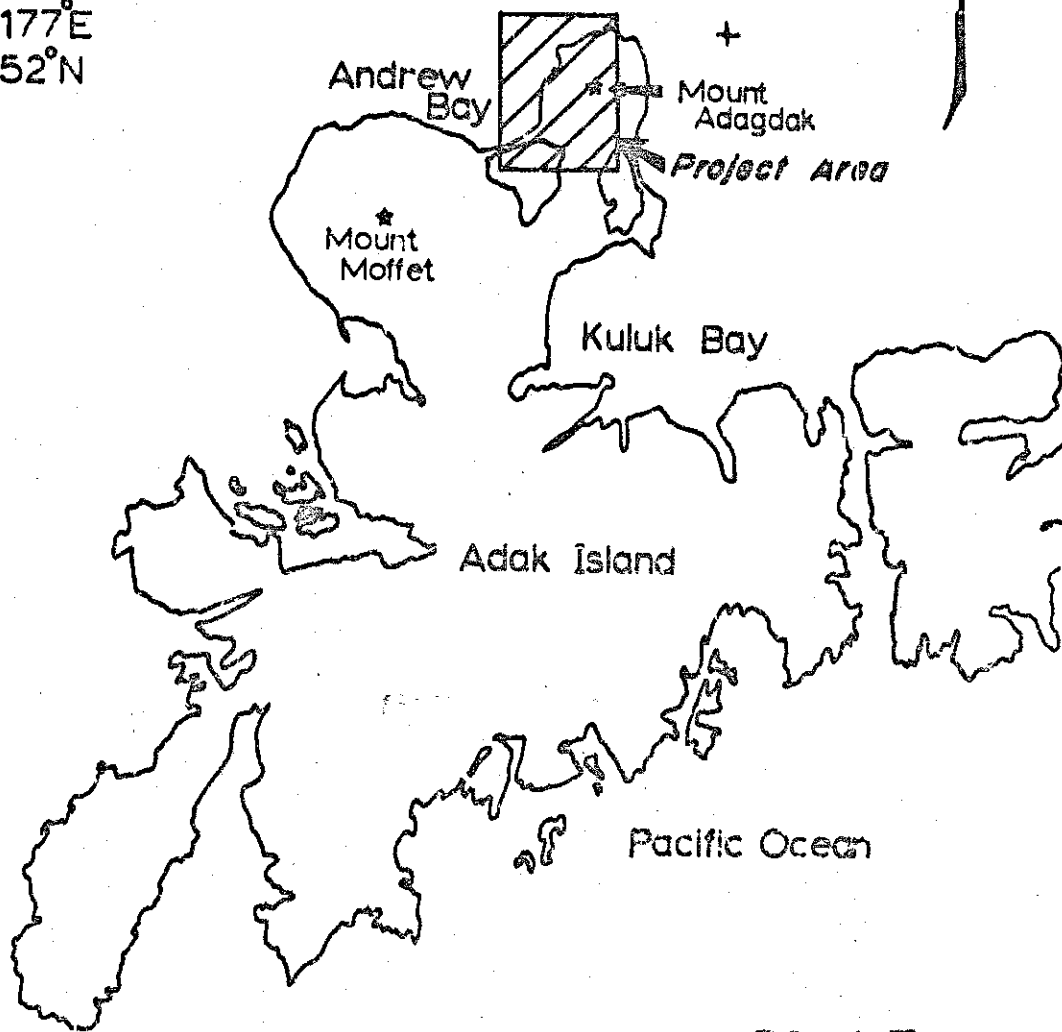 177°E
52°N
+
Andrew
Bay
Mount
Adagdak
Project Area
Mount
Moffet
Kuluk Bay
Adak Island
Pacific Ocean